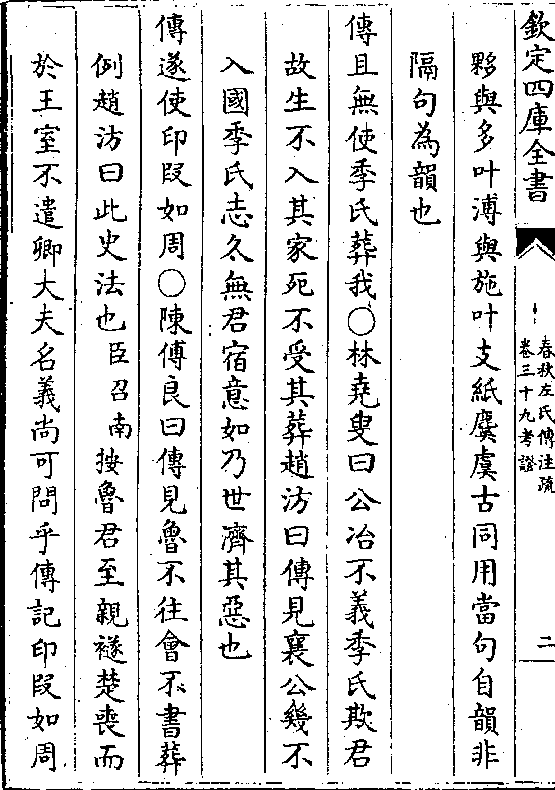 欽定四庫全書
春秋左氏傳注疏
卷三十九考證
二
夥與多叶溥與施叶支紙廣虞古同用當句自韻非
隔句為韻也
傳且無使季氏葬我○林堯叟曰公冶不義季氏欺君
故生不入其家死不受其葬趙汸曰傳見襄公幾不
入國季氏志久無君宿意如乃世濟其惡也
傳遂使印段如周○陳傅良曰傳見魯不往會不書葬
例趙汸曰此史法也臣召南按魯君至親襚楚喪而
於王室不遣卿大夫名義尚可問乎傳記印段如周